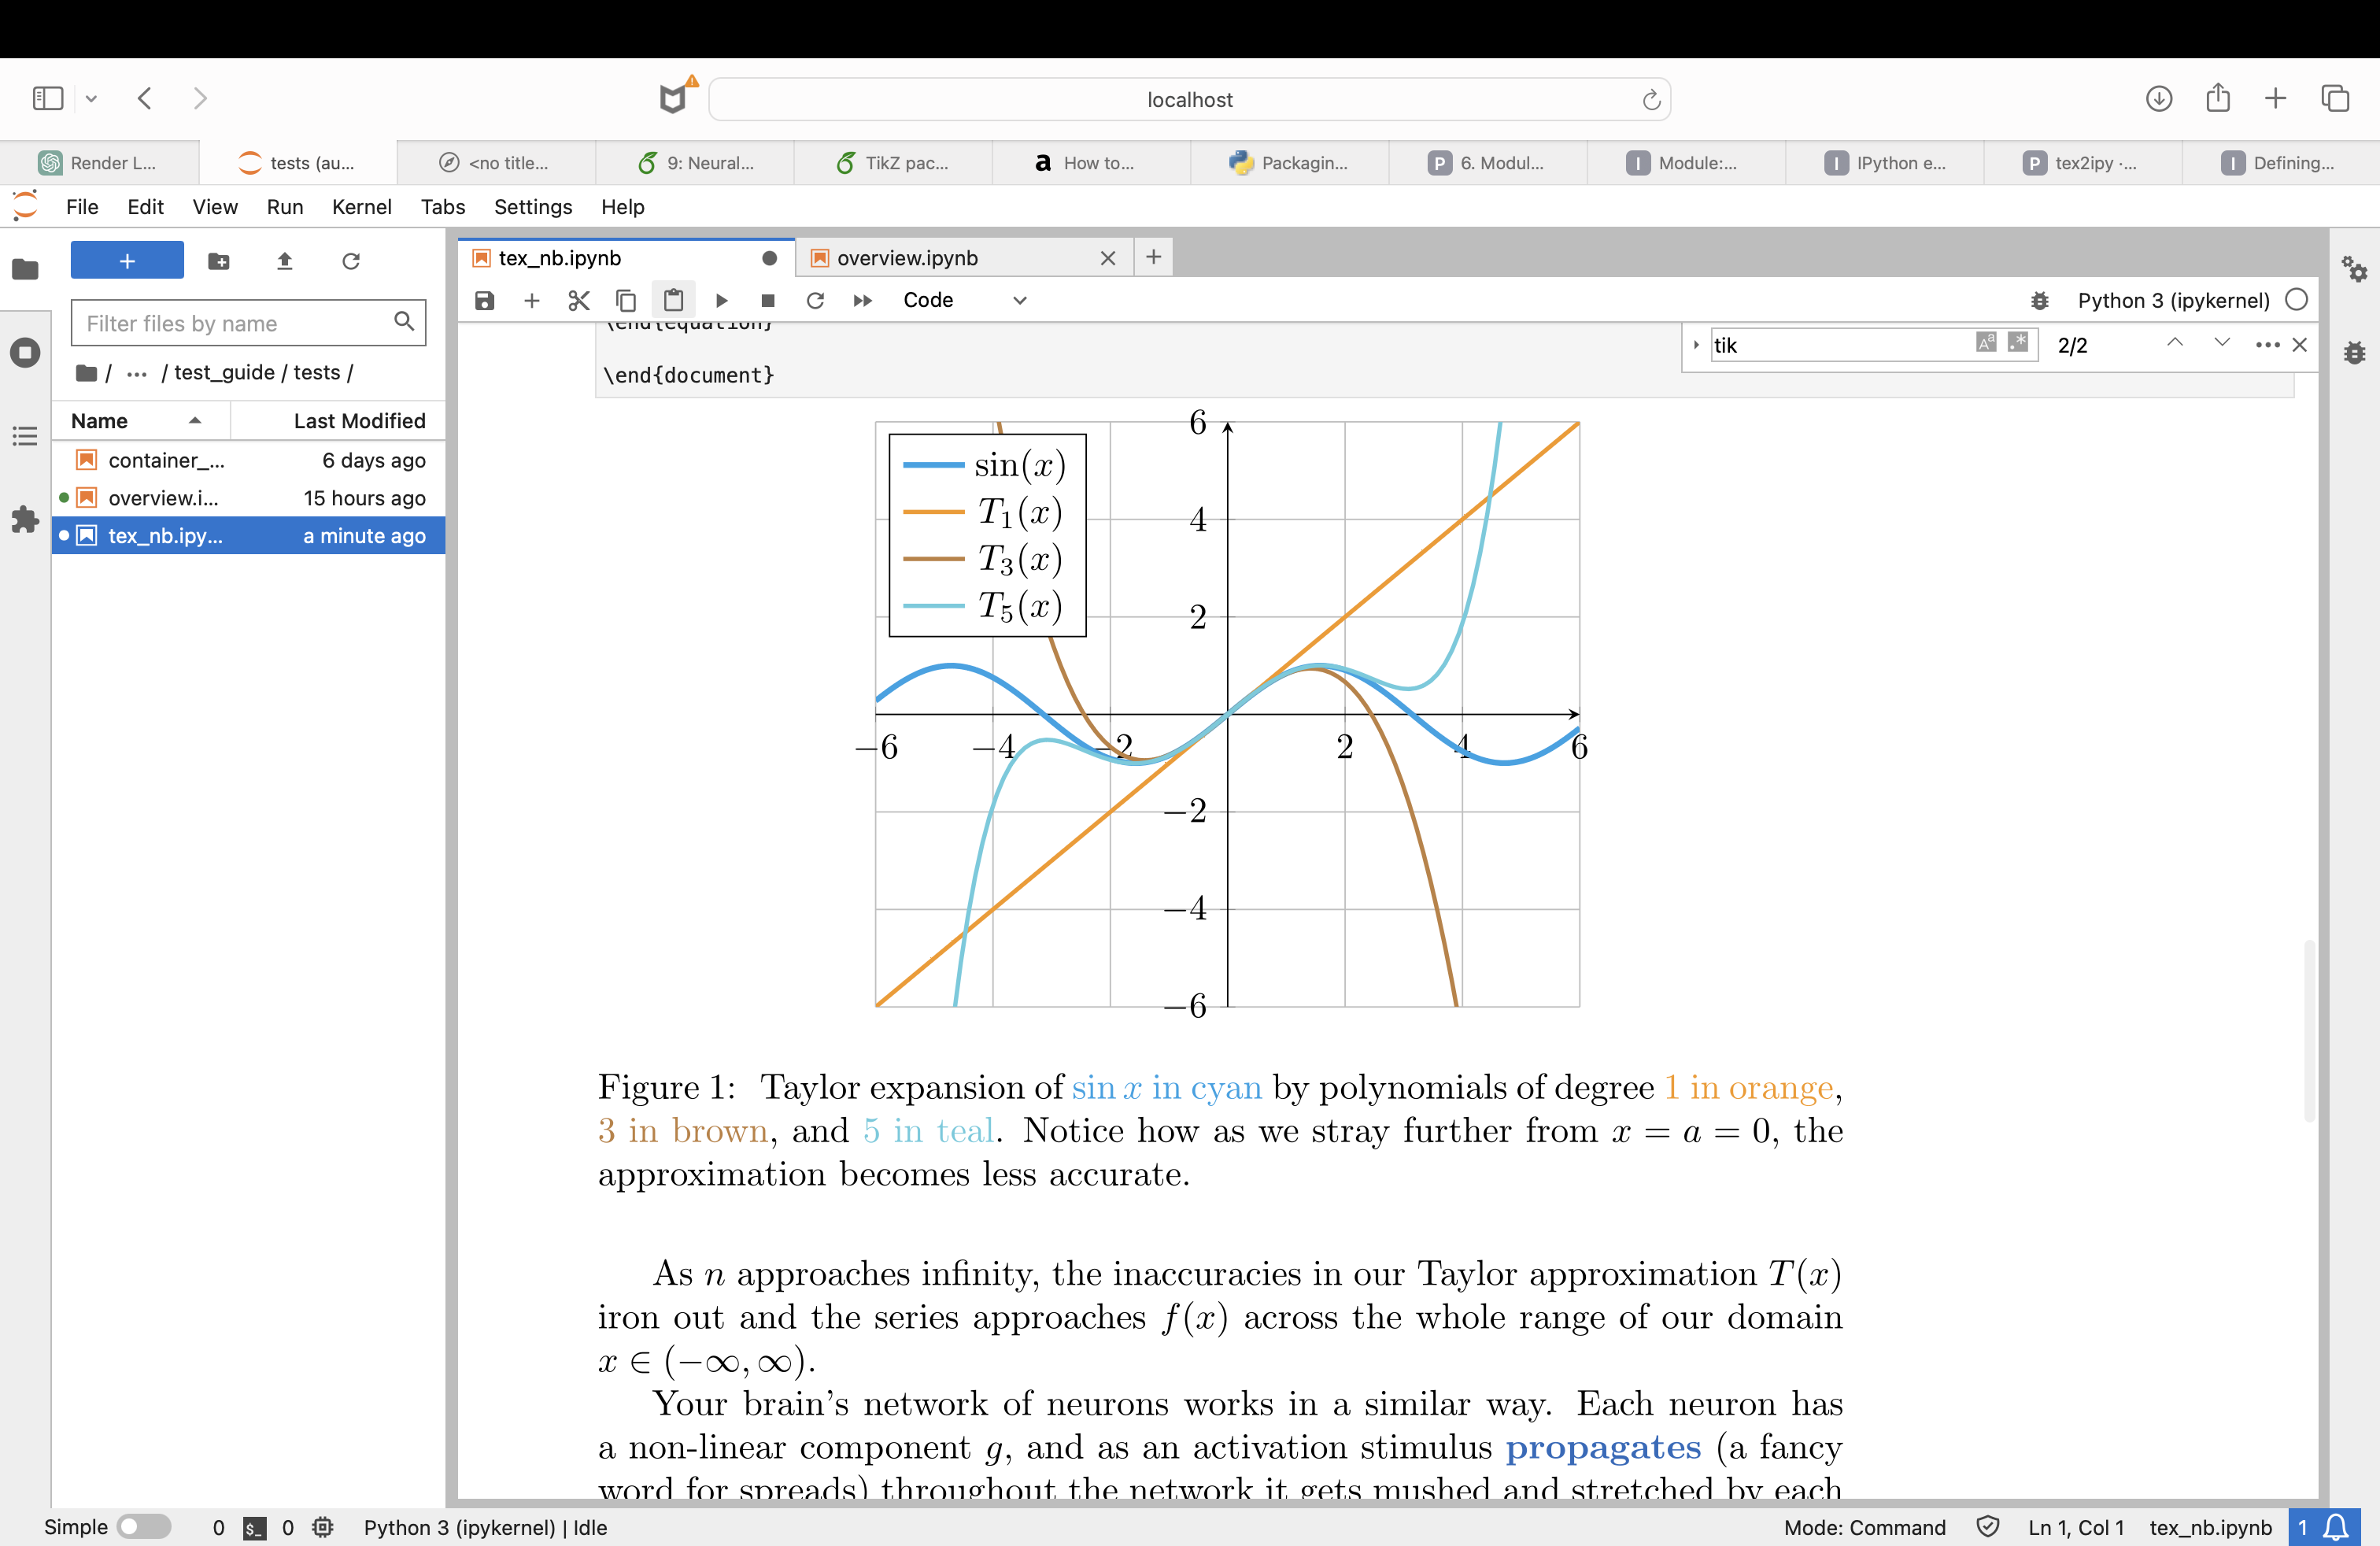 localhost
Render L...
tests (au...
<no title...
9: Neural...
TikZ pac...
How to...
Packagin...
6. Modul...
Module:...
IPython e...
tex2ipy ·...
Defining...
File Edit View Run Kernel Tabs Settings Help
tex_nb.ipynb
overview.ipynb
Code
Python 3 (ipykernel)
Filter files by name
/ ... / test_guide / tests /
Name Last Modified
container_... 6 days ago
overview.i... 15 hours ago
tex_nb.ipy... a minute ago
\end{equation}
tik
2/2
\end{document}
sin(x)
T₁(x)
T₃(x)
T₅(x)
6
4
2
−6 −4 −2 2 4 6
−2
−4
−6
Figure 1: Taylor expansion of sin x in cyan by polynomials of degree 1 in orange,
3 in brown, and 5 in teal. Notice how as we stray further from x = a = 0, the
approximation becomes less accurate.
As n approaches infinity, the inaccuracies in our Taylor approximation T(x)
iron out and the series approaches f(x) across the whole range of our domain
x ∈ (−∞, ∞).
Your brain's network of neurons works in a similar way. Each neuron has
a non-linear component g, and as an activation stimulus propagates (a fancy
word for spreads) throughout the network it gets mushed and stretched by each
Simple 0 $_ 0 Python 3 (ipykernel) | Idle Mode: Command Ln 1, Col 1 tex_nb.ipynb 1